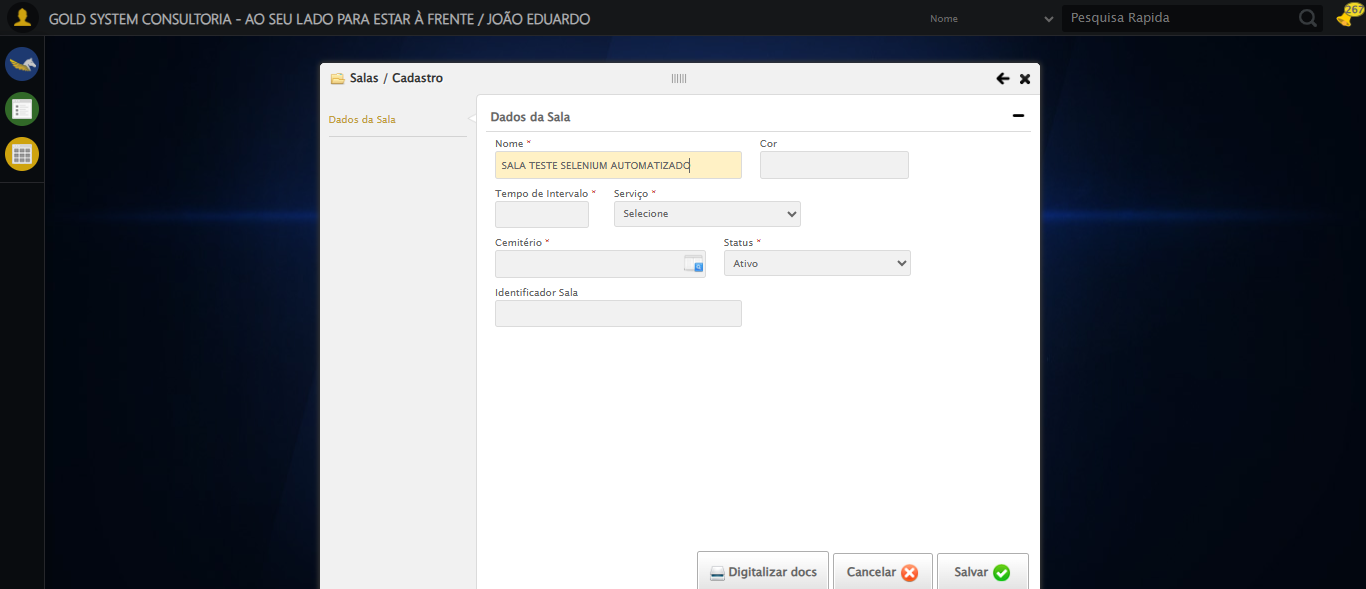 GOLD SYSTEM CONSULTORIA - AO SEU LADO PARA ESTAR À FRENTE / JOÃO EDUARDO
Nome
Pesquisa Rapida
267
Salas / Cadastro
Dados da Sala
Dados da Sala
Nome *
Cor
SALA TESTE SELENIUM AUTOMATIZADO
Tempo de Intervalo *
Serviço *
Selecione
Cemitério *
Status *
Ativo
Identificador Sala
Digitalizar docs
Cancelar
Salvar